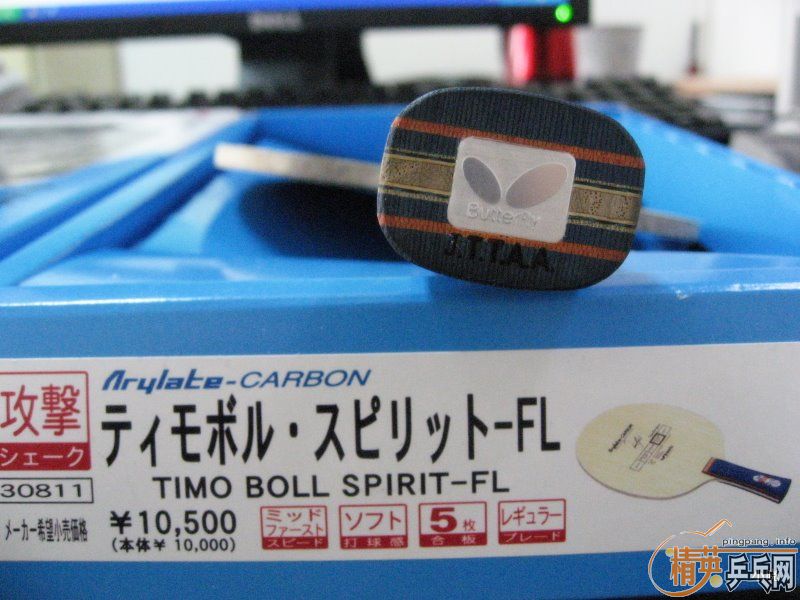 DELL
Butterfly
J.T.T.A.A.
攻撃
シェーク
30811
Arylate-CARBON
ティモボル・スピリット-FL
TIMO BOLL SPIRIT-FL
メーカー希望小売価格
¥10,500
(本体¥ 10,000)
ミッドファースト
スピード
ソフト
打球感
5枚
合板
レギュラー
ブレード
pingpang.info
精英乒乓网